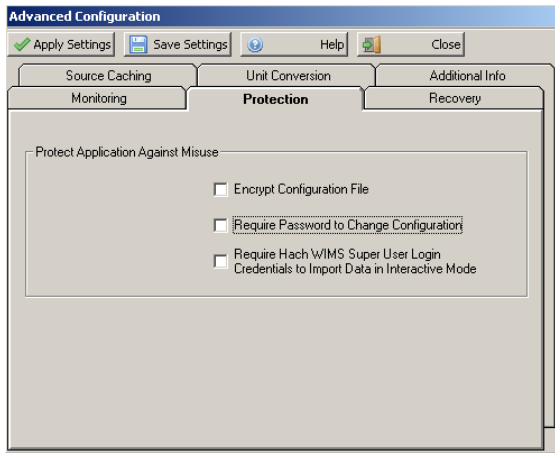 Advanced Configuration
Apply Settings Save Settings Help Close
Source Caching Unit Conversion Additional Info
Monitoring Protection Recovery
Protect Application Against Misuse
Encrypt Configuration File
Require Password to Change Configuration
Require Hach WIMS Super User Login
Credentials to Import Data in Interactive Mode